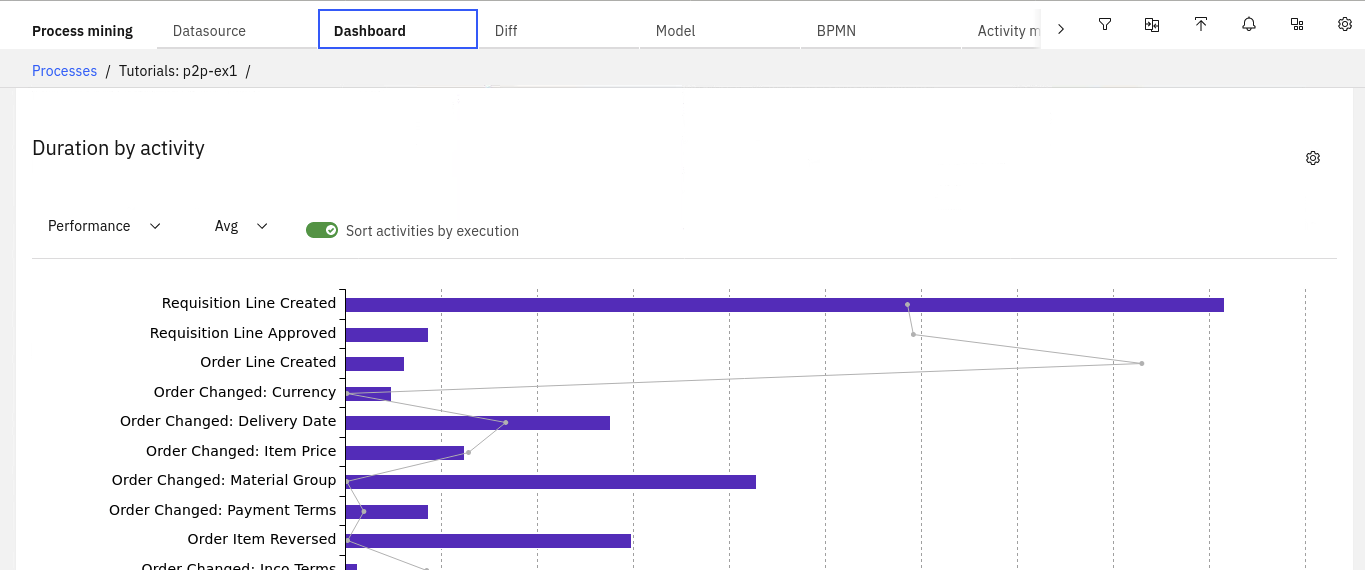 Process mining Datasource Dashboard Diff Model BPMN Activity m
Processes / Tutorials: p2p-ex1 /
Duration by activity
Performance Avg Sort activities by execution
Requisition Line Created
Requisition Line Approved
Order Line Created
Order Changed: Currency
Order Changed: Delivery Date
Order Changed: Item Price
Order Changed: Material Group
Order Changed: Payment Terms
Order Item Reversed
Order Changed: Inco Terms